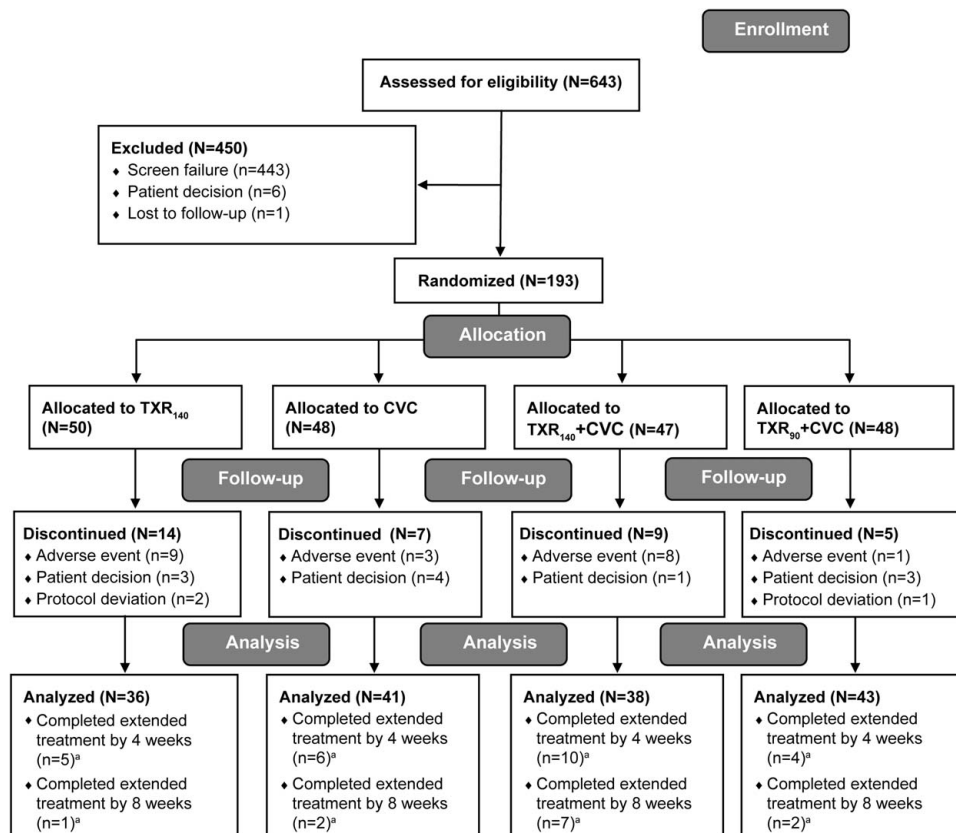 Enrollment
Assessed for eligibility (N=643)
Excluded (N=450)
♦ Screen failure (n=443)
♦ Patient decision (n=6)
♦ Lost to follow-up (n=1)
Randomized (N=193)
Allocation
Allocated to TXR₁₄₀
(N=50)
Allocated to CVC
(N=48)
Allocated to
TXR₁₄₀+CVC (N=47)
Allocated to
TXR₉₀+CVC (N=48)
Follow-up
Follow-up
Follow-up
Discontinued (N=14)
♦ Adverse event (n=9)
♦ Patient decision (n=3)
♦ Protocol deviation (n=2)
Discontinued (N=7)
♦ Adverse event (n=3)
♦ Patient decision (n=4)
Discontinued (N=9)
♦ Adverse event (n=8)
♦ Patient decision (n=1)
Discontinued (N=5)
♦ Adverse event (n=1)
♦ Patient decision (n=3)
♦ Protocol deviation (n=1)
Analysis
Analysis
Analysis
Analyzed (N=36)
♦ Completed extended
treatment by 4 weeks
(n=5)ᵃ
♦ Completed extended
treatment by 8 weeks
(n=1)ᵃ
Analyzed (N=41)
♦ Completed extended
treatment by 4 weeks
(n=6)ᵃ
♦ Completed extended
treatment by 8 weeks
(n=2)ᵃ
Analyzed (N=38)
♦ Completed extended
treatment by 4 weeks
(n=10)ᵃ
♦ Completed extended
treatment by 8 weeks
(n=7)ᵃ
Analyzed (N=43)
♦ Completed extended
treatment by 4 weeks
(n=4)ᵃ
♦ Completed extended
treatment by 8 weeks
(n=2)ᵃ